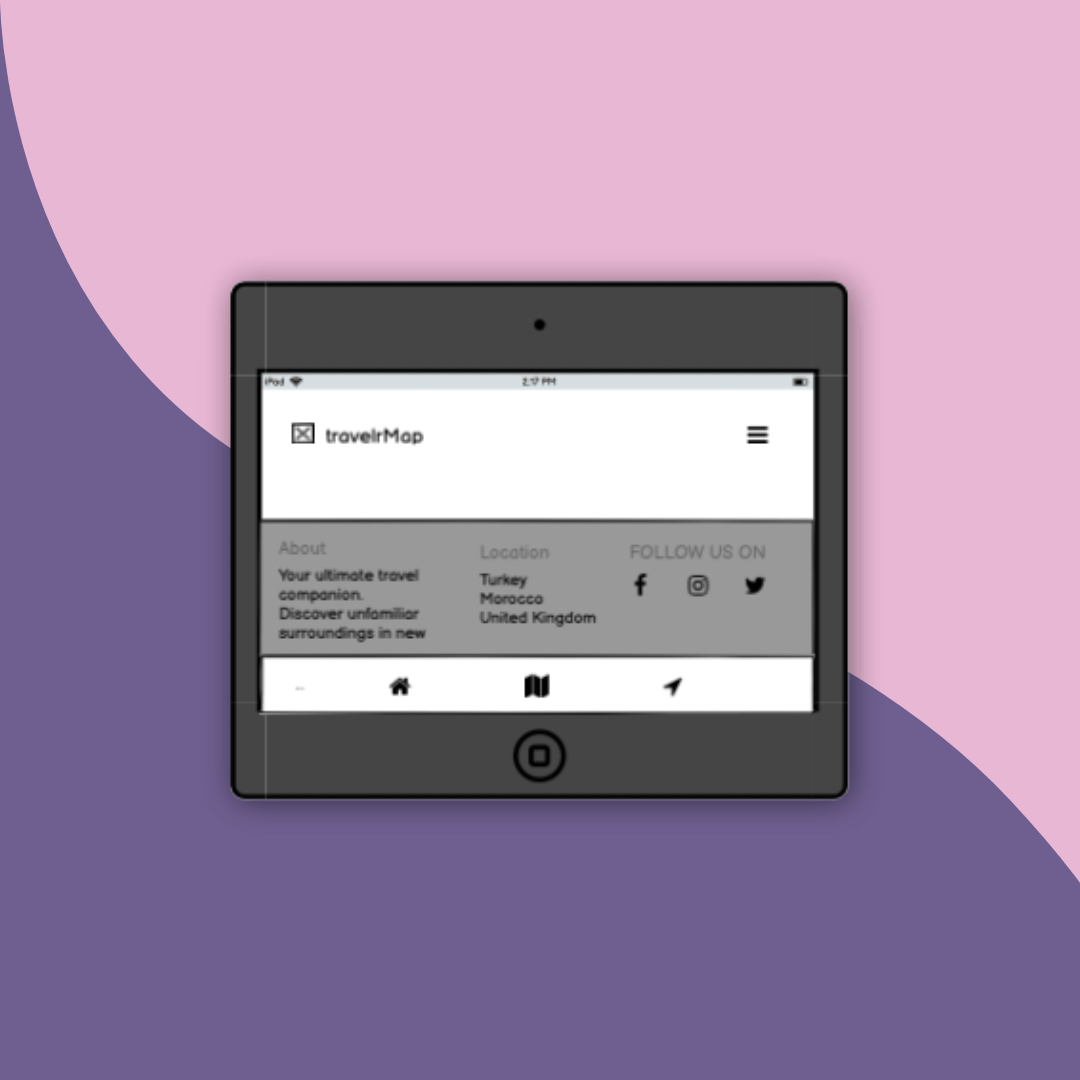 iPad
2:17 PM
travelrMap
About
Your ultimate travel
companion.
Discover unfamiliar
surroundings in new
Location
Turkey
Morocco
United Kingdom
FOLLOW US ON